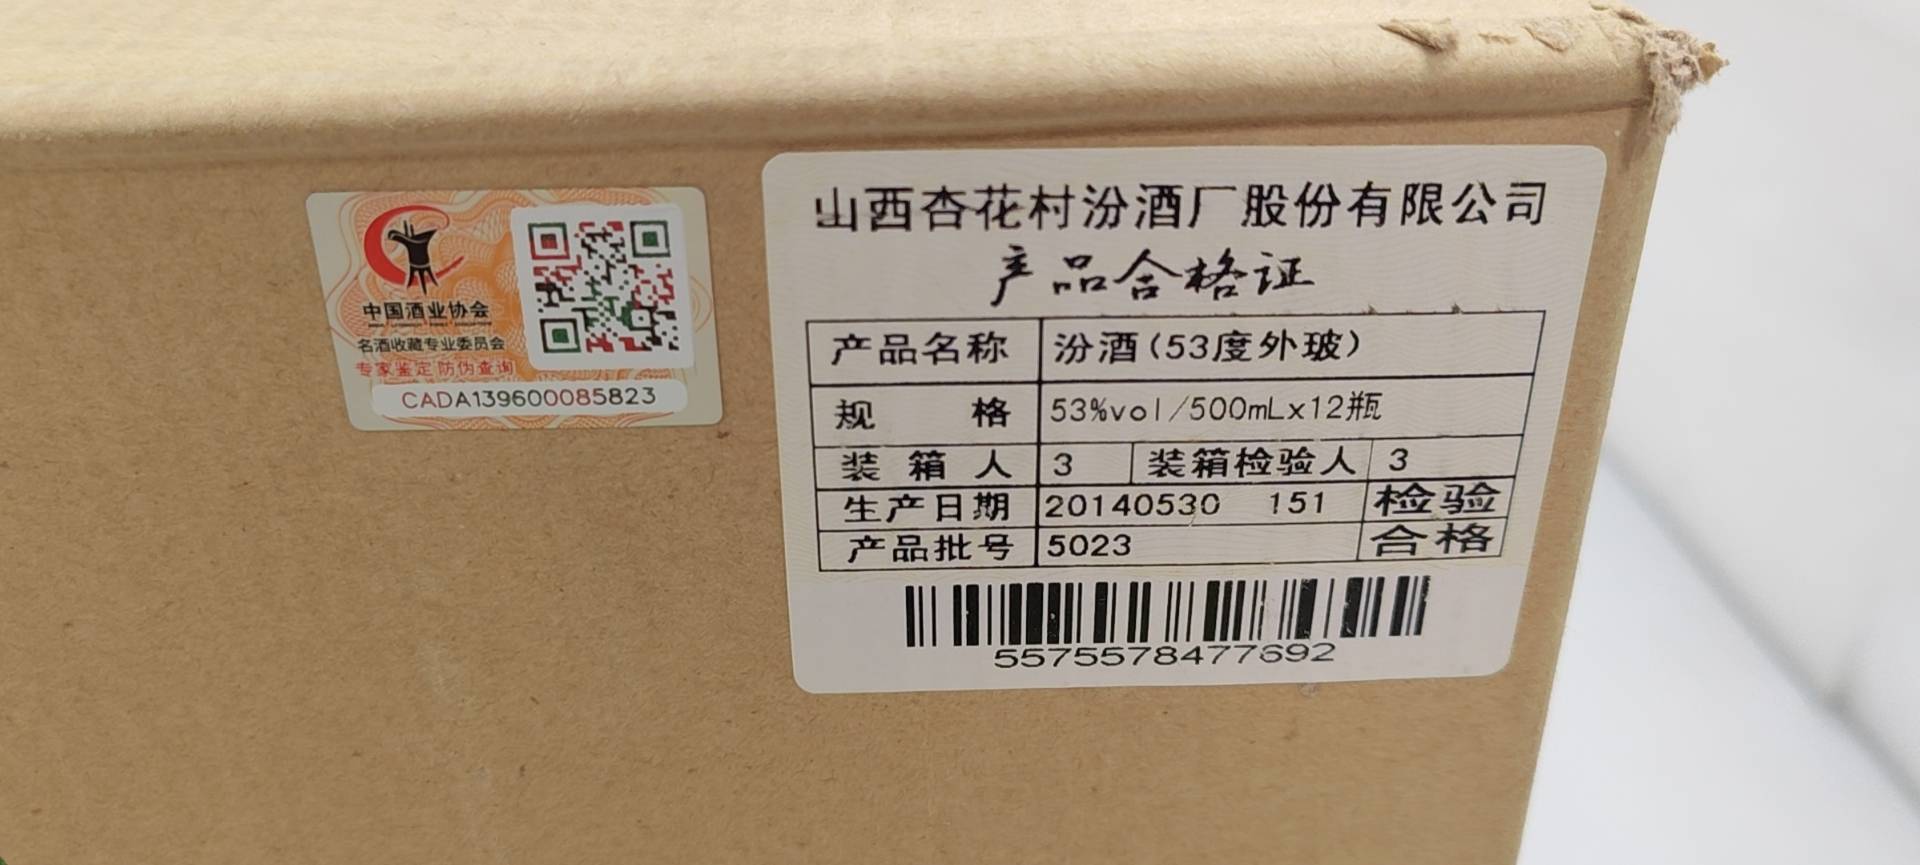 中国酒业协会
名酒收藏专业委员会
专家鉴定 防伪查询
CADA139600085823
山西杏花村汾酒厂股份有限公司
产品合格证
产品名称 汾酒(53度外玻)
规 格 53%vol/500mLx12瓶
装 箱 人 3 装箱检验人 3
生产日期 20140530 151 检验
产品批号 5023 合格
5575578477692